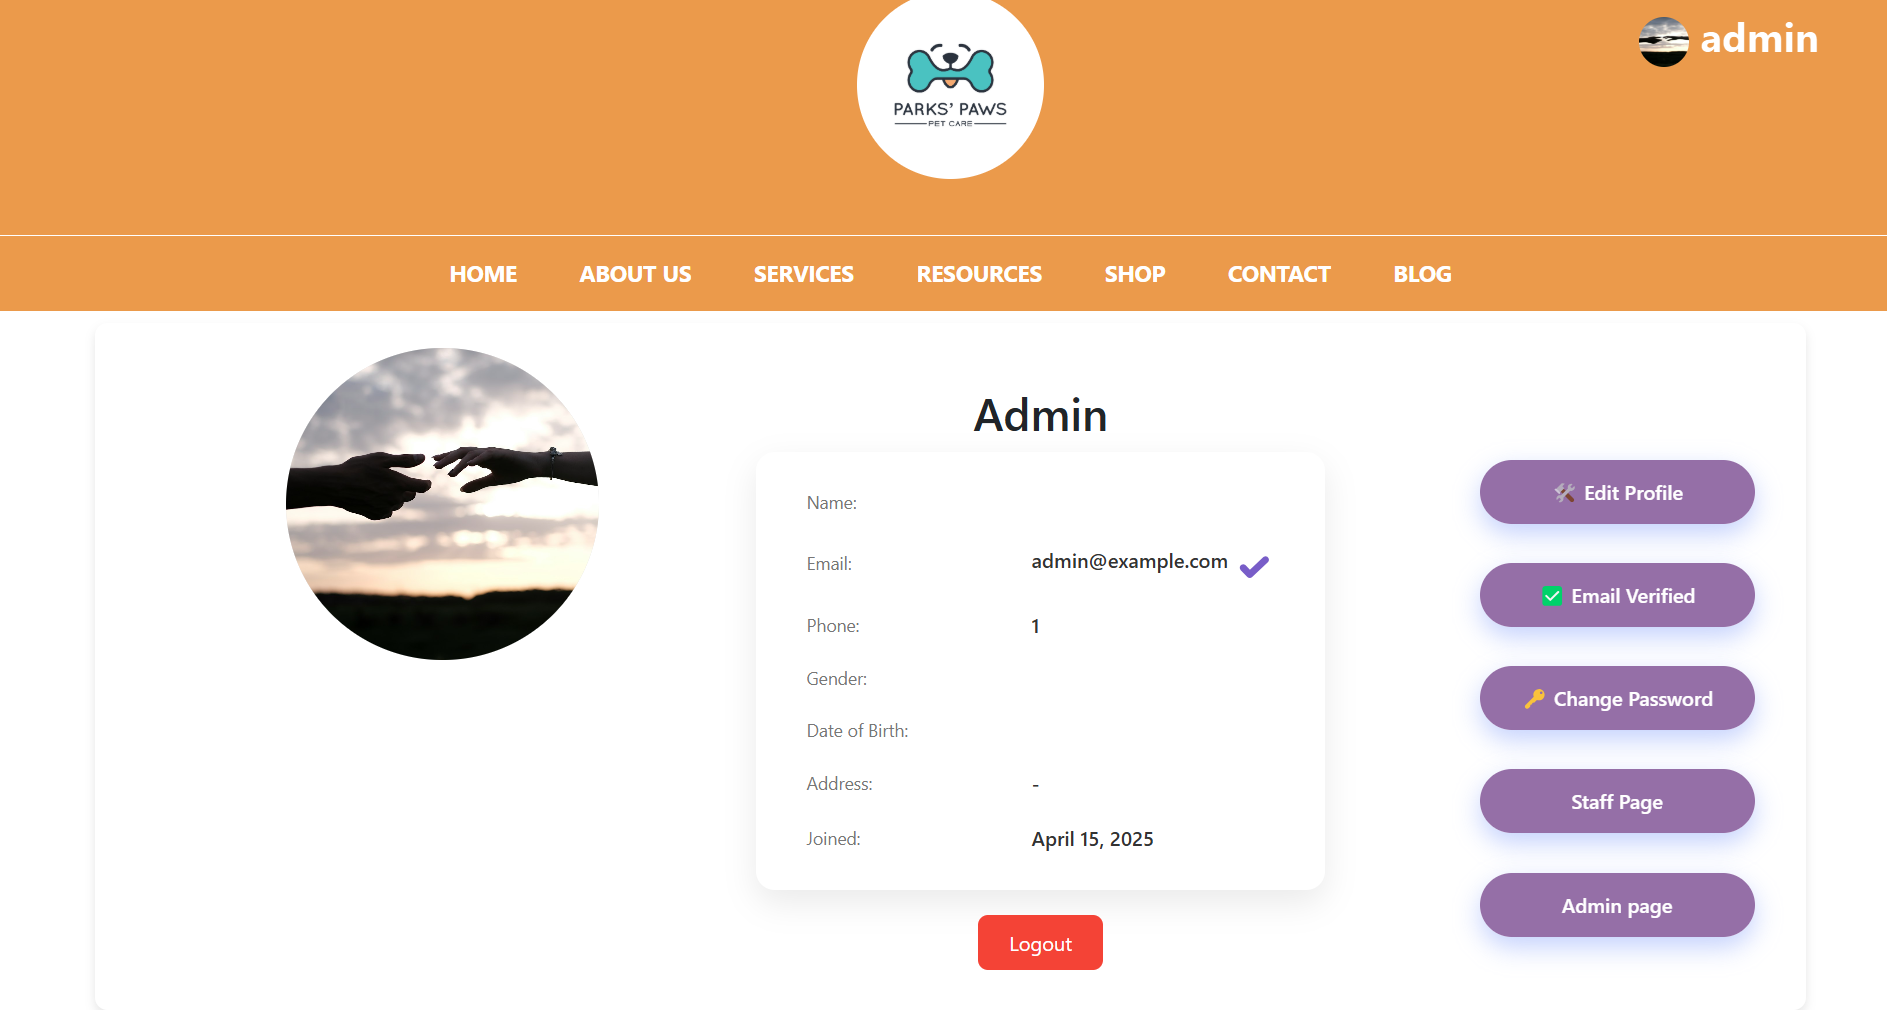 PARKS' PAWS
PET CARE
admin
HOME ABOUT US SERVICES RESOURCES SHOP CONTACT BLOG
Admin
Name:
Email: admin@example.com
Phone: 1
Gender:
Date of Birth:
Address: -
Joined: April 15, 2025
Logout
Edit Profile
Email Verified
Change Password
Staff Page
Admin page